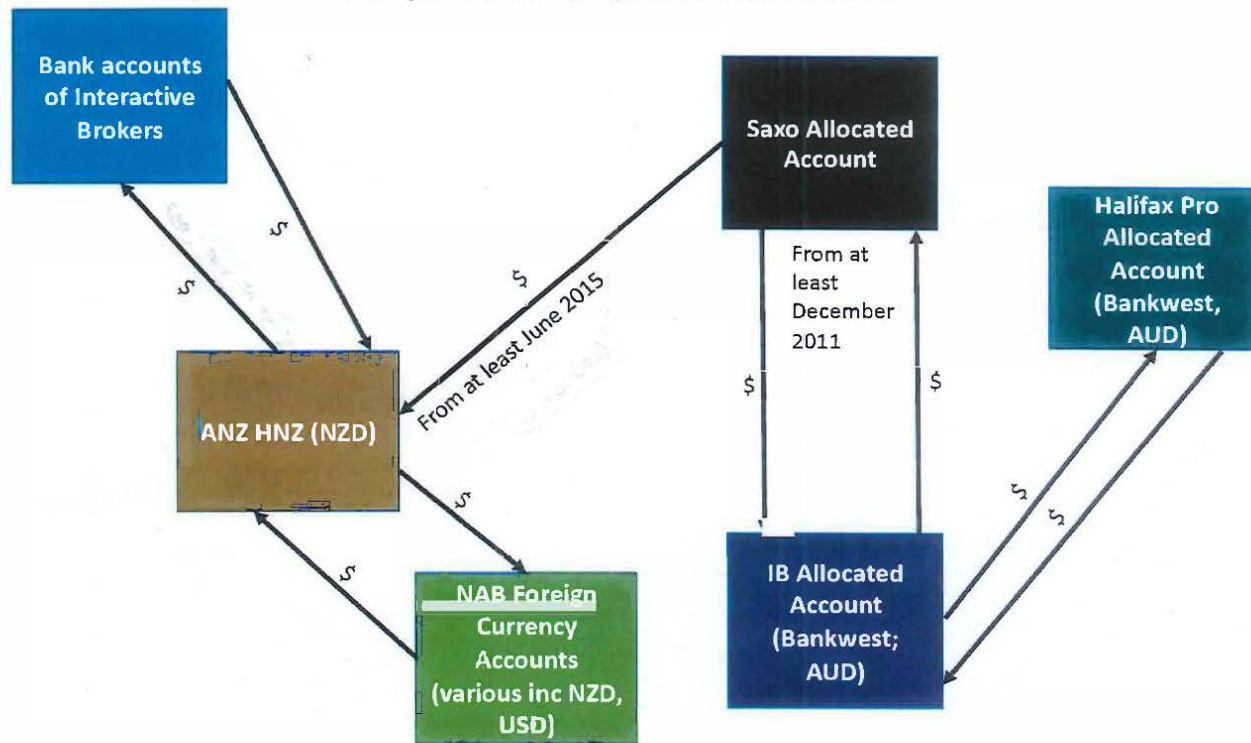 Bank accounts
of Interactive
Brokers
Saxo Allocated
Account
Halifax Pro
Allocated
Account
(Bankwest,
AUD)
$
$
$
From at least June 2015
From at
least
December
2011
$
$
ANZ HNZ (NZD)
$
$
$
$
NAB Foreign
Currency
Accounts
(various inc NZD,
USD)
IB Allocated
Account
(Bankwest;
AUD)